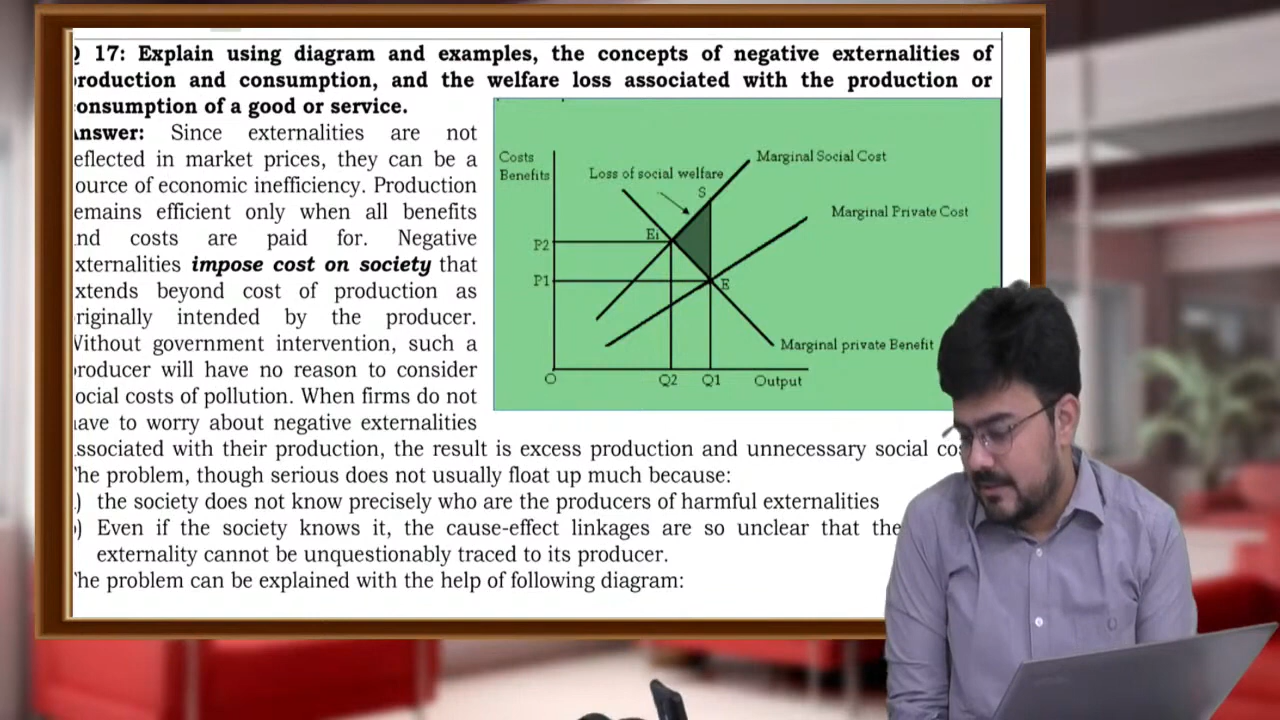 17: Explain using diagram and examples, the concepts of negative externalities of
roduction and consumption, and the welfare loss associated with the production or
onsumption of a good or service.
nswer: Since externalities are not
eflected in market prices, they can be a
ource of economic inefficiency. Production
emains efficient only when all benefits
nd costs are paid for. Negative
xternalities impose cost on society that
xtends beyond cost of production as
riginally intended by the producer.
Without government intervention, such a
roducer will have no reason to consider
ocial costs of pollution. When firms do not
ave to worry about negative externalities
ssociated with their production, the result is excess production and unnecessary social co
The problem, though serious does not usually float up much because:
) the society does not know precisely who are the producers of harmful externalities
) Even if the society knows it, the cause-effect linkages are so unclear that the
externality cannot be unquestionably traced to its producer.
The problem can be explained with the help of following diagram:
Costs
Benefits
Loss of social welfare
Marginal Social Cost
S
Marginal Private Cost
Ei
P2
P1
E
Marginal private Benefit
O
Q2
Q1
Output